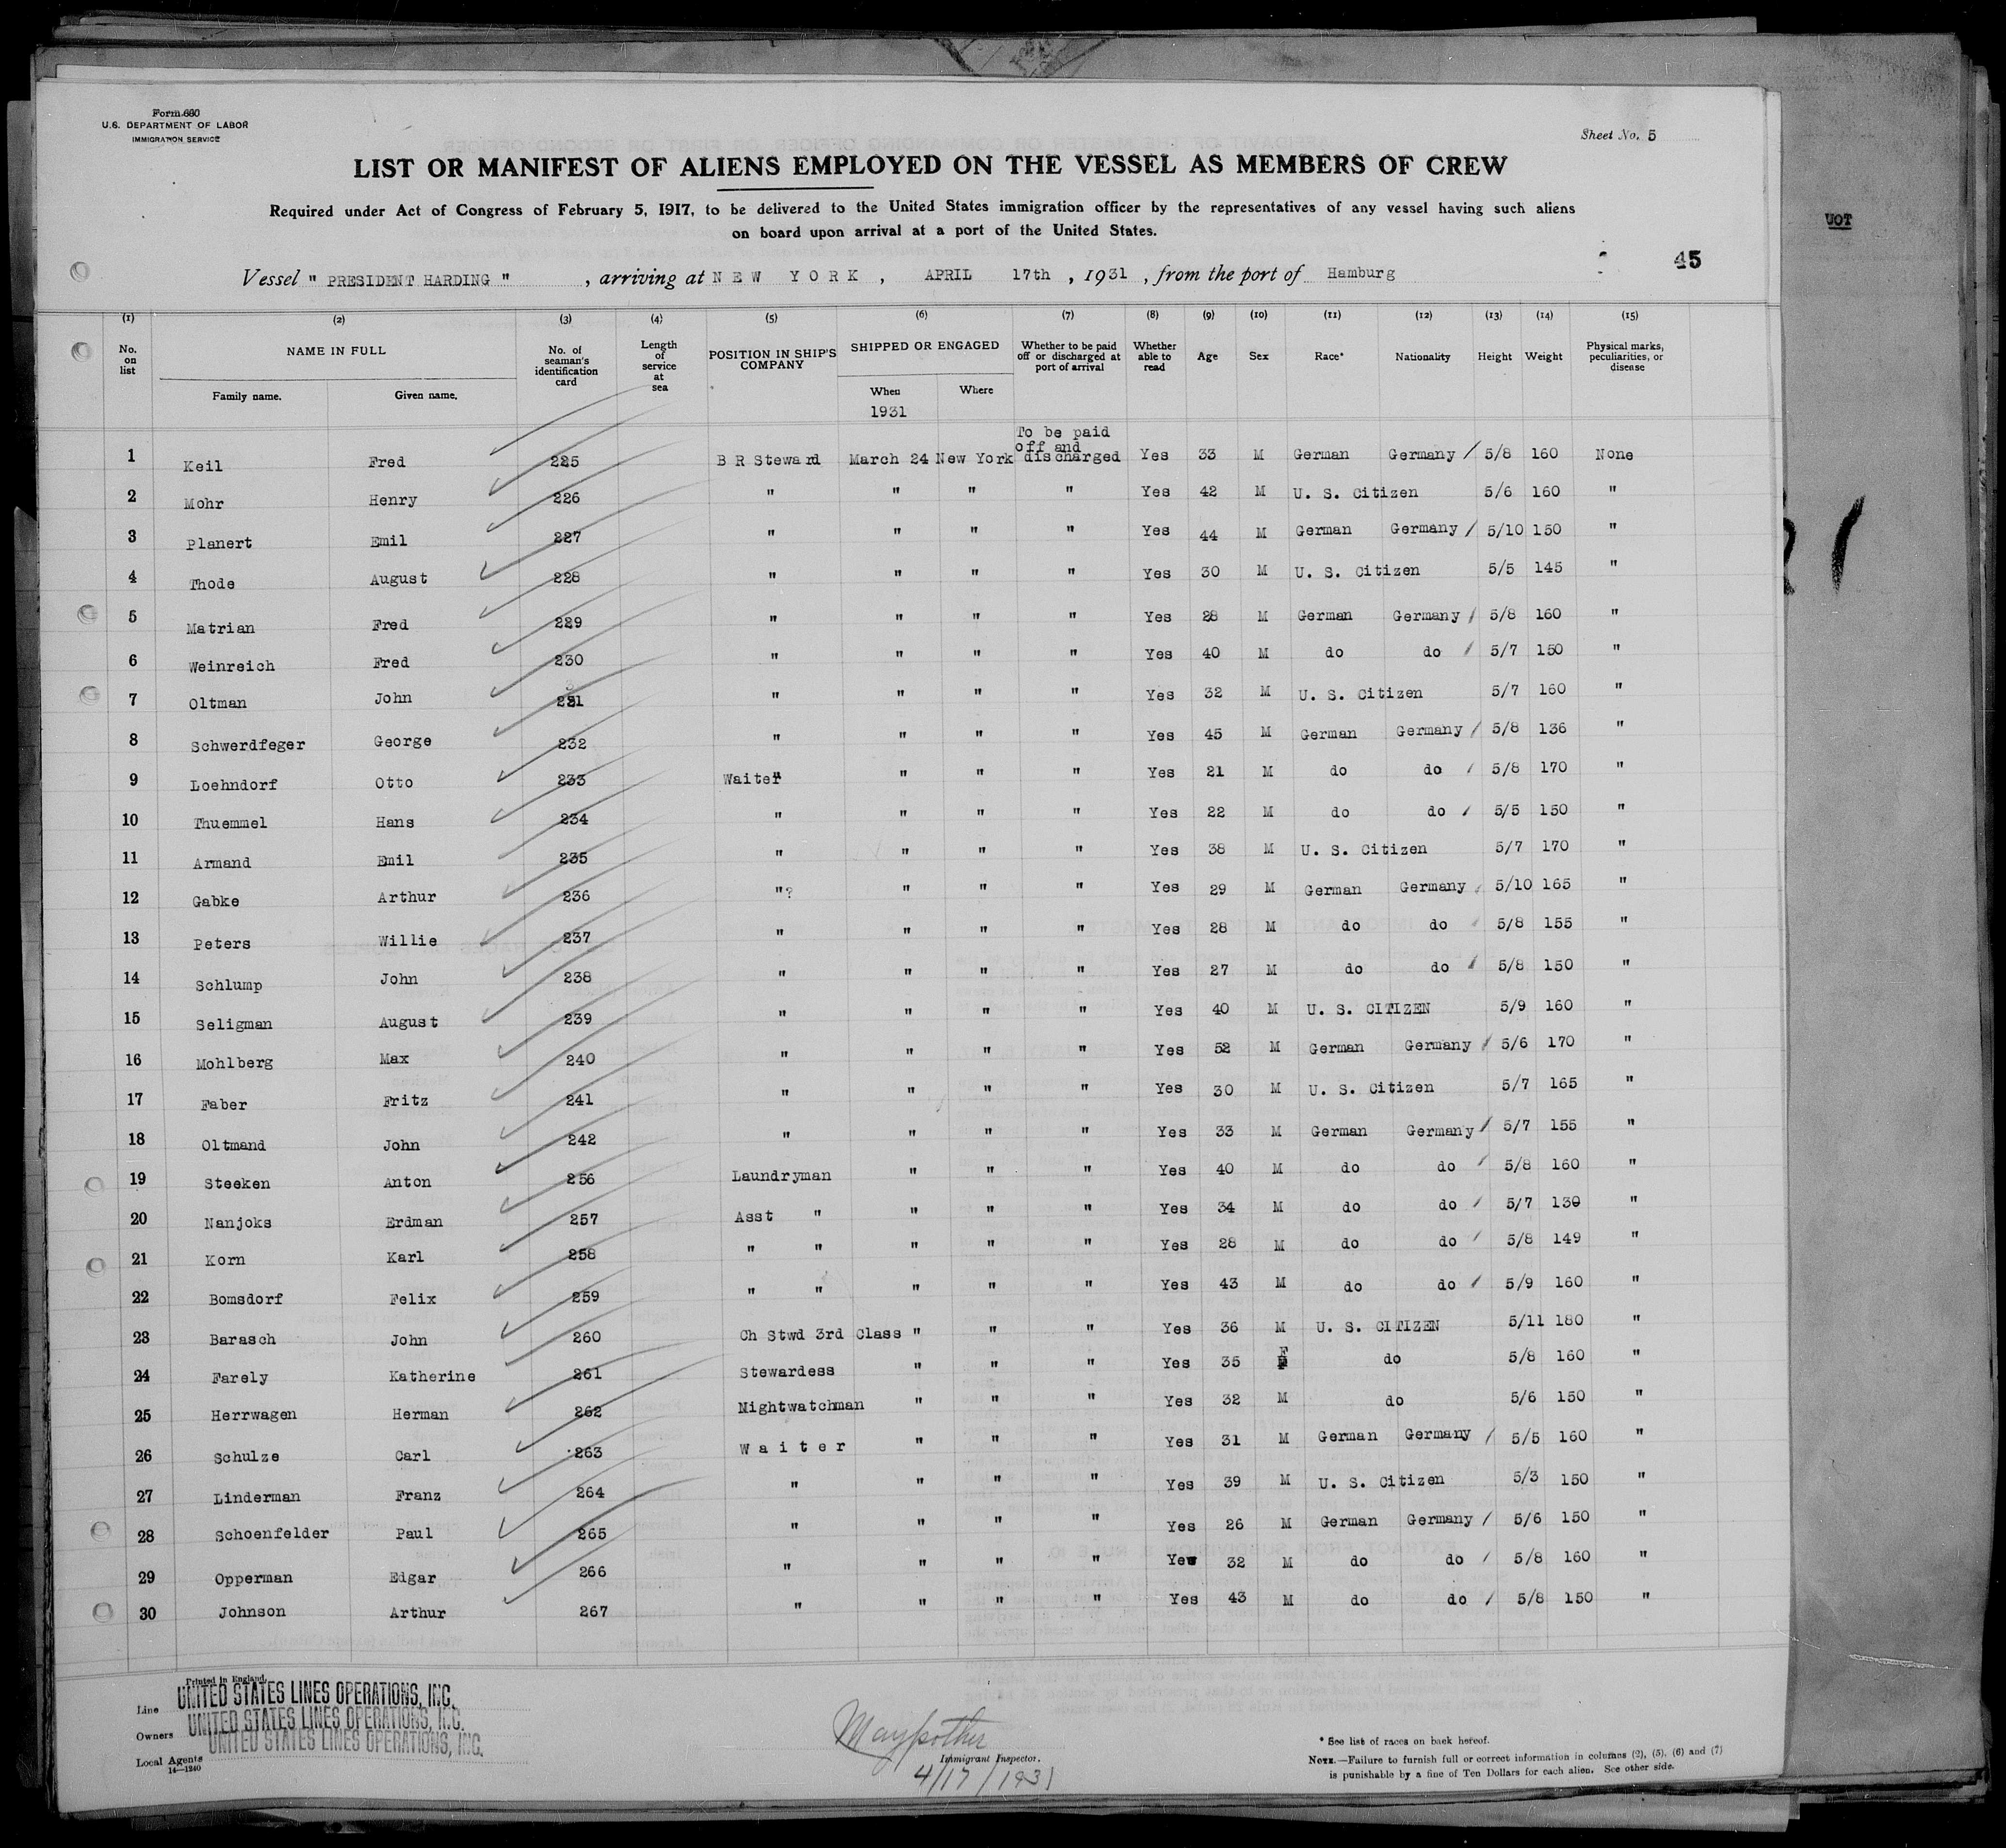 Form 680
U.S. DEPARTMENT OF LABOR
IMMIGRATION SERVICE
Sheet No. 5
LIST OR MANIFEST OF ALIENS EMPLOYED ON THE VESSEL AS MEMBERS OF CREW
Required under Act of Congress of February 5, 1917, to be delivered to the United States immigration officer by the representatives of any vessel having such aliens
on board upon arrival at a port of the United States.
UOT
45
Vessel " PRESIDENT HARDING " , arriving at NEW YORK , APRIL 17th , 1931 , from the port of Hamburg
(1) (2) (3) (4) (5) (6) (7) (8) (9) (10) (11) (12) (13) (14) (15)
No. on list NAME IN FULL Family name. Given name. No. of seaman's identification card Length of service at sea POSITION IN SHIP'S COMPANY SHIPPED OR ENGAGED When 1931 Where Whether to be paid off or discharged at port of arrival Whether able to read Age Sex Race* Nationality Height Weight Physical marks, peculiarities, or disease
To be paid
off and
1 Keil Fred 225 B R Steward March 24 New York discharged Yes 33 M German Germany / 5/8 160 None
2 Mohr Henry 226 " " " " Yes 42 M U. S. Citizen 5/6 160 "
3 Planert Emil 227 " " " " Yes 44 M German Germany / 5/10 150 "
4 Thode August 228 " " " " Yes 30 M U. S. Citizen 5/5 145 "
5 Matrian Fred 229 " " " " Yes 28 M German Germany / 5/8 160 "
6 Weinreich Fred 230 " " " " Yes 40 M do do / 5/7 150 "
7 Oltman John 231 " " " " Yes 32 M U. S. Citizen 5/7 160 "
8 Schwerdfeger George 232 " " " " Yes 45 M German Germany / 5/8 136 "
9 Loehndorf Otto 233 Waiter " " " Yes 21 M do do / 5/8 170 "
10 Thuemmel Hans 234 " " " " Yes 22 M do do / 5/5 150 "
11 Armand Emil 235 " " " " Yes 38 M U. S. Citizen 5/7 170 "
12 Gabke Arthur 236 "? " " " Yes 29 M German Germany / 5/10 165 "
13 Peters Willie 237 " " " " Yes 28 M do do / 5/8 155 "
14 Schlump John 238 " " " " Yes 27 M do do / 5/8 150 "
15 Seligman August 239 " " " " Yes 40 M U. S. CITIZEN 5/9 160 "
16 Mohlberg Max 240 " " " " Yes 52 M German Germany / 5/6 170 "
17 Faber Fritz 241 " " " " Yes 30 M U. S. Citizen 5/7 165 "
18 Oltmand John 242 " " " " Yes 33 M German Germany / 5/7 155 "
19 Steeken Anton 256 Laundryman " " " Yes 40 M do do / 5/8 160 "
20 Nanjoks Erdman 257 Asst " " " " Yes 34 M do do / 5/7 130 "
21 Korn Karl 258 " " " " " Yes 28 M do do / 5/8 149 "
22 Bomsdorf Felix 259 " " " " " Yes 43 M do do / 5/9 160 "
23 Barasch John 260 Ch Stwd 3rd Class " " " Yes 36 M U. S. CITIZEN 5/11 180 "
24 Farely Katherine 261 Stewardess " " " Yes 35 F do 5/8 160 "
25 Herrwagen Herman 262 Nightwatchman " " " Yes 32 M do 5/6 150 "
26 Schulze Carl 263 Waiter " " " Yes 31 M German Germany / 5/5 160 "
27 Linderman Franz 264 " " " " Yes 39 M U. S. Citizen 5/3 150 "
28 Schoenfelder Paul 265 " " " " Yes 26 M German Germany / 5/6 150 "
29 Opperman Edgar 266 " " " " Yes 32 M do do / 5/8 160 "
30 Johnson Arthur 267 " " " " Yes 43 M do do / 5/8 150 "
Printed in England.
Line UNITED STATES LINES OPERATIONS, INC.
Owners UNITED STATES LINES OPERATIONS, INC.
Local Agents UNITED STATES LINES OPERATIONS, INC.
14—1240
Immigrant Inspector.
4/17/1931
* See list of races on back hereof.
NOTE.—Failure to furnish full or correct information in columns (2), (5), (6) and (7)
is punishable by a fine of Ten Dollars for each alien. See other side.